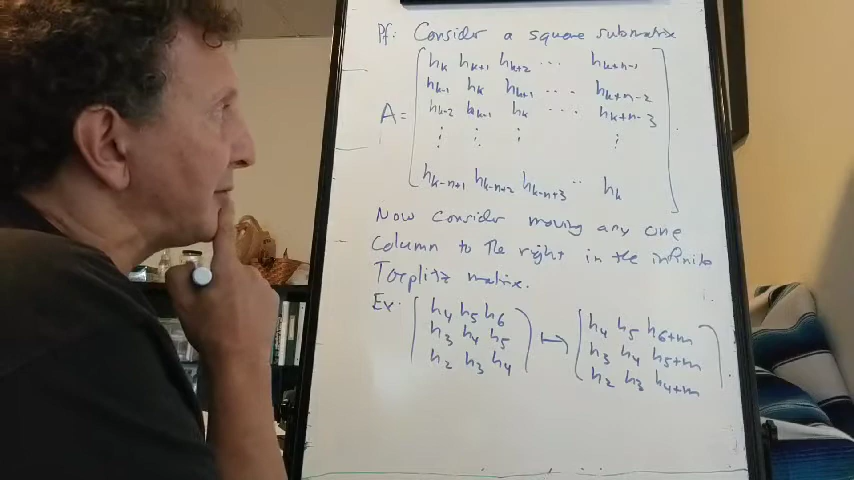 Pf: Consider a square submatrix
h_k h_{k+1} h_{k+2} ... h_{k+n-1}
h_{k-1} h_k h_{k+1} ... h_{k+n-2}
A = h_{k-2} h_{k-1} h_k ... h_{k+n-3}
⋮ ⋮ ⋮ ⋮
h_{k-n+1} h_{k-n+2} h_{k-n+3} .. h_k
Now consider moving any one
column to the right in the infinite
Toeplitz matrix.
Ex. h_4 h_5 h_6 ↦ h_4 h_5 h_{6+m}
h_3 h_4 h_5 h_3 h_4 h_{5+m}
h_2 h_3 h_4 h_2 h_3 h_{4+m}